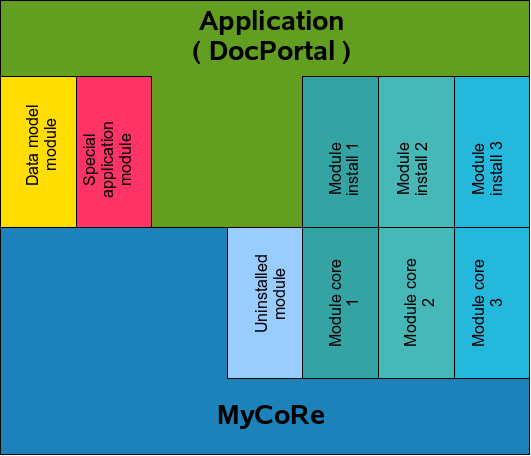 Application
( DocPortal )
Data model
module
Special
application
module
Module
install 1
Module
install 2
Module
install 3
Uninstalled
module
Module core
1
Module core
2
Module core
3
MyCoRe